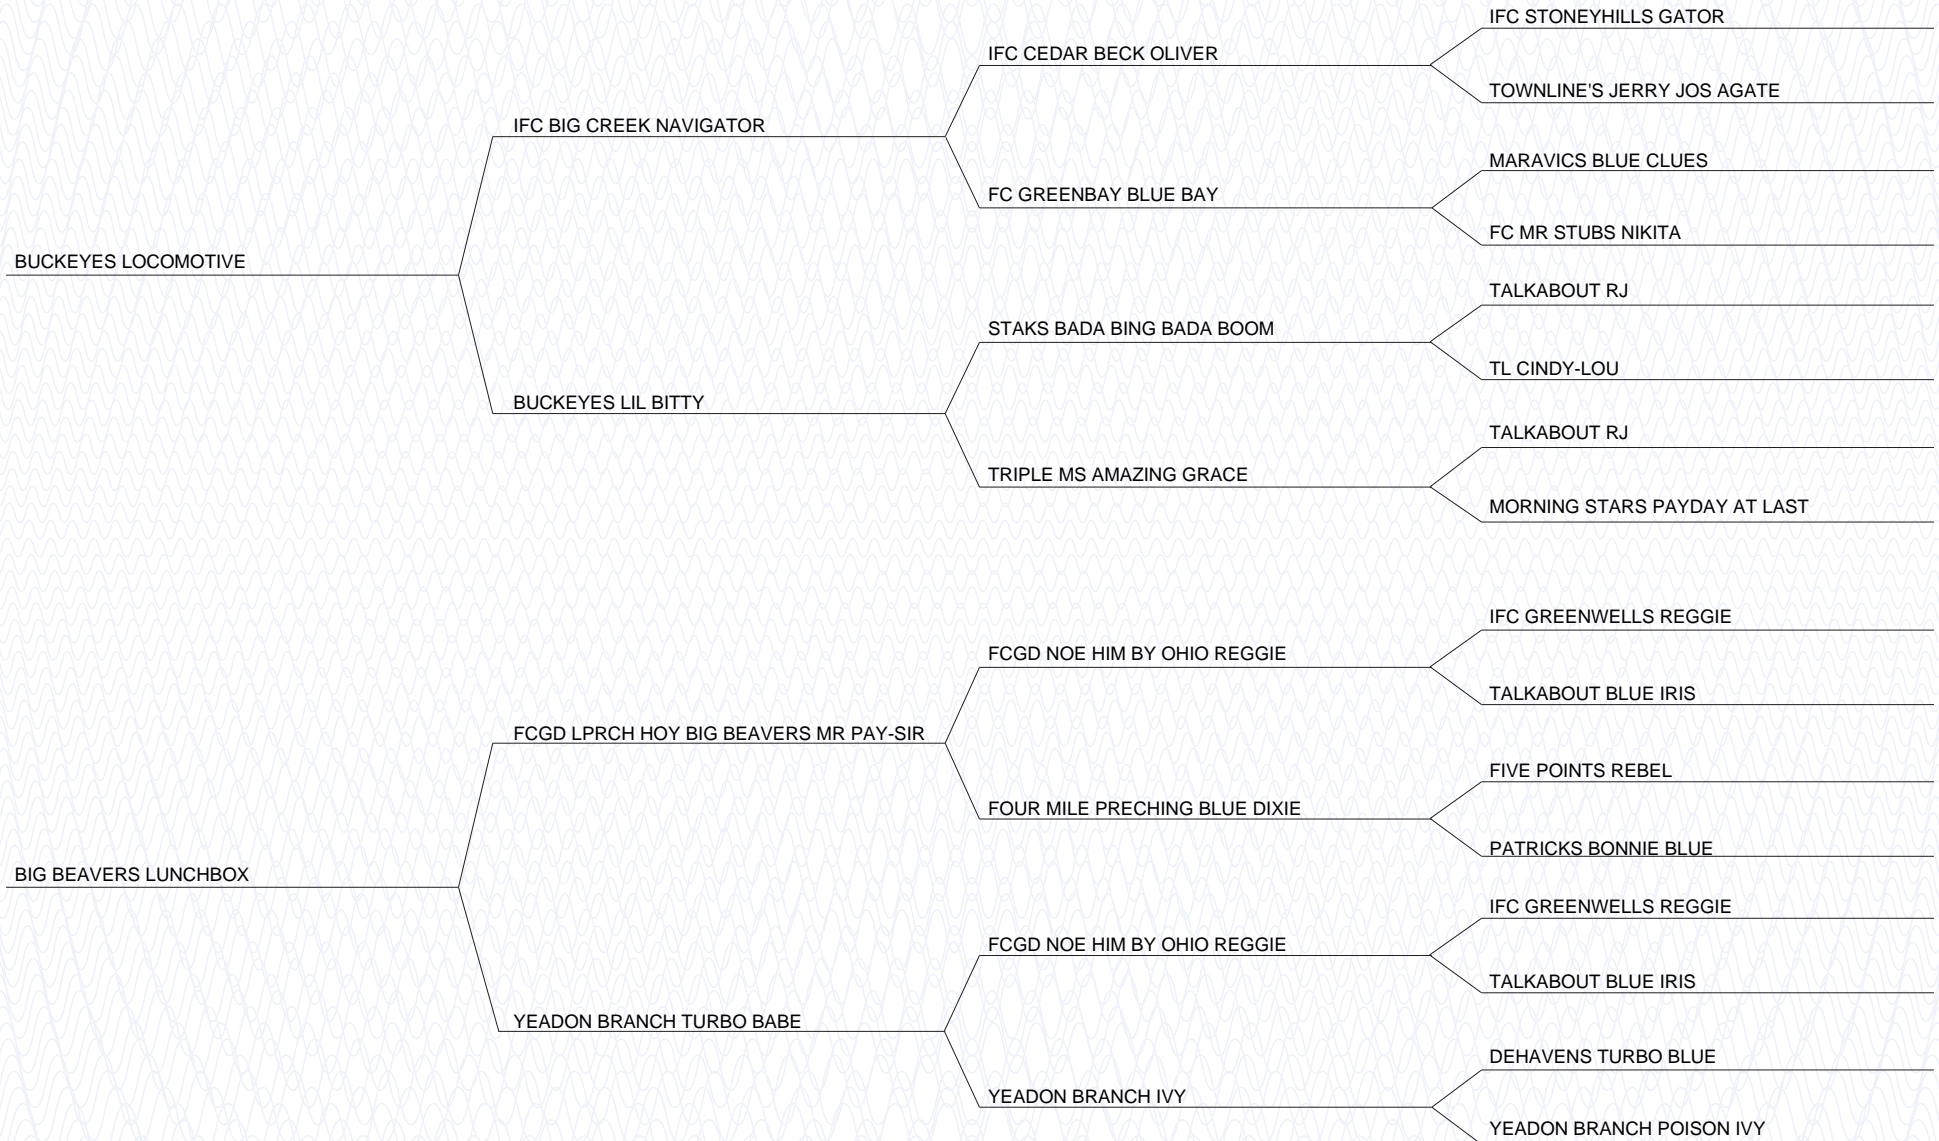 IFC STONEYHILLS GATOR
IFC CEDAR BECK OLIVER
TOWNLINE'S JERRY JOS AGATE
IFC BIG CREEK NAVIGATOR
MARAVICS BLUE CLUES
FC GREENBAY BLUE BAY
FC MR STUBS NIKITA
BUCKEYES LOCOMOTIVE
TALKABOUT RJ
STAKS BADA BING BADA BOOM
TL CINDY-LOU
BUCKEYES LIL BITTY
TALKABOUT RJ
TRIPLE MS AMAZING GRACE
MORNING STARS PAYDAY AT LAST
IFC GREENWELLS REGGIE
FCGD NOE HIM BY OHIO REGGIE
TALKABOUT BLUE IRIS
FCGD LPRCH HOY BIG BEAVERS MR PAY-SIR
FIVE POINTS REBEL
FOUR MILE PRECHING BLUE DIXIE
PATRICKS BONNIE BLUE
BIG BEAVERS LUNCHBOX
IFC GREENWELLS REGGIE
FCGD NOE HIM BY OHIO REGGIE
TALKABOUT BLUE IRIS
YEADON BRANCH TURBO BABE
DEHAVENS TURBO BLUE
YEADON BRANCH IVY
YEADON BRANCH POISON IVY